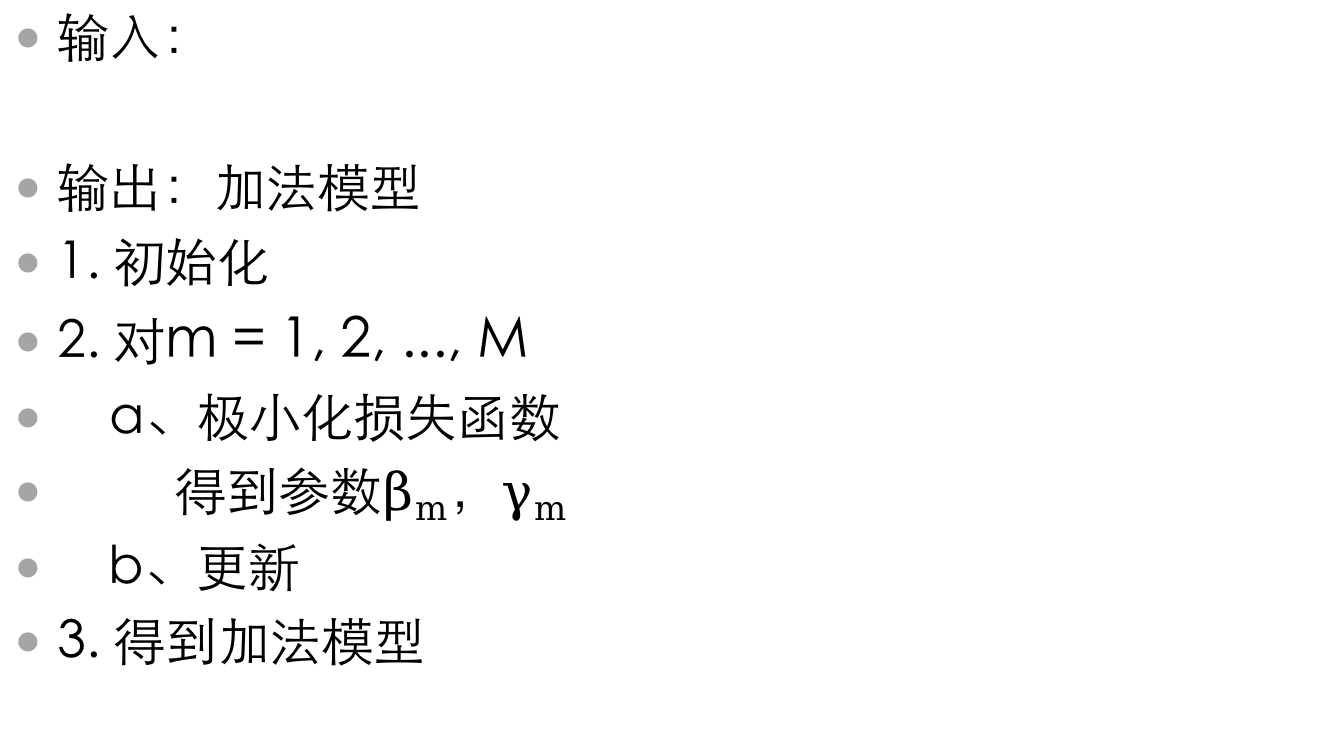 • 输入：
• 输出：加法模型
• 1. 初始化
• 2. 对m = 1, 2, ..., M
• a、极小化损失函数
• 得到参数βₘ，γₘ
• b、更新
• 3. 得到加法模型